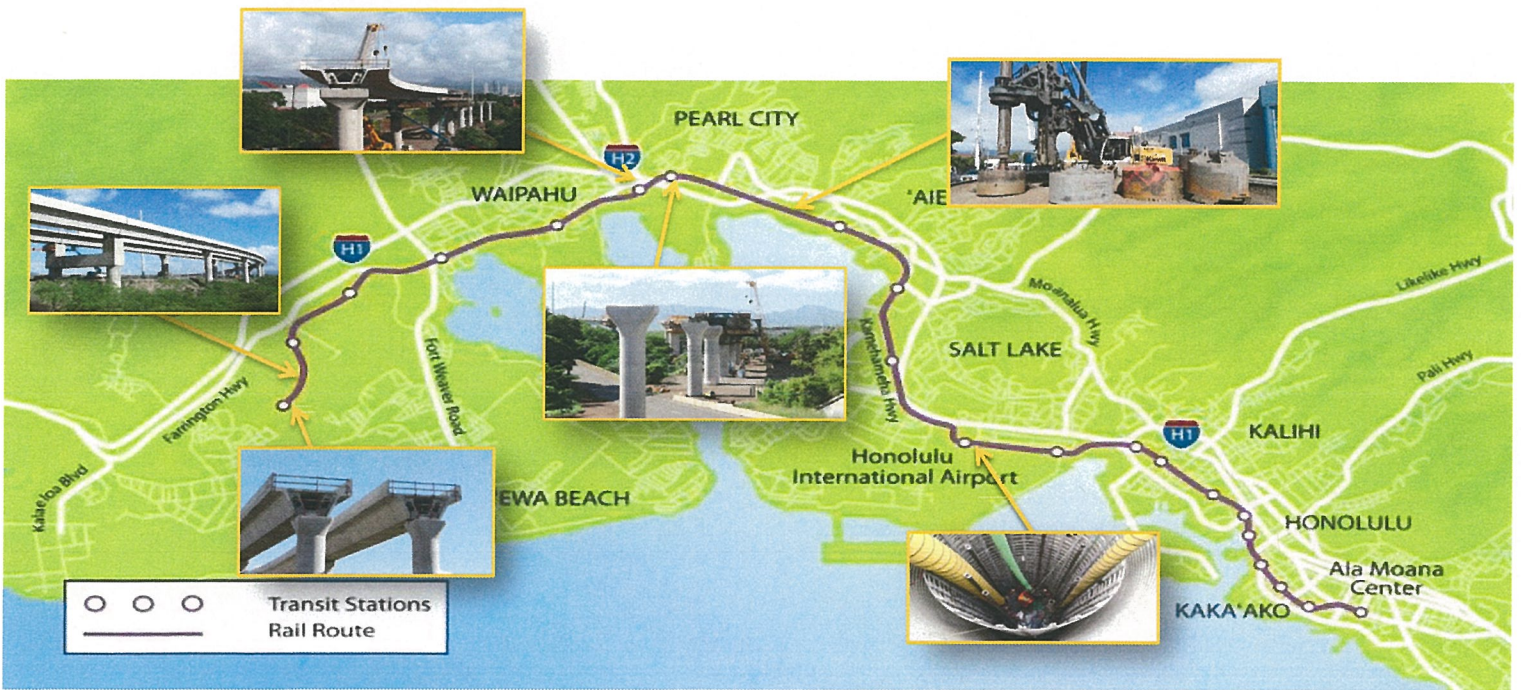 PEARL CITY
H2
WAIPAHU
'AIE
H1
Moanalua Hwy
Likelike Hwy
Fort Weaver Road
Kamehameha Hwy
SALT LAKE
Pali Hwy
Farrington Hwy
H1
KALIHI
Honolulu
International Airport
Kalaeloa Blvd
EWA BEACH
HONOLULU
Ala Moana
Center
KAKA'AKO
Transit Stations
Rail Route